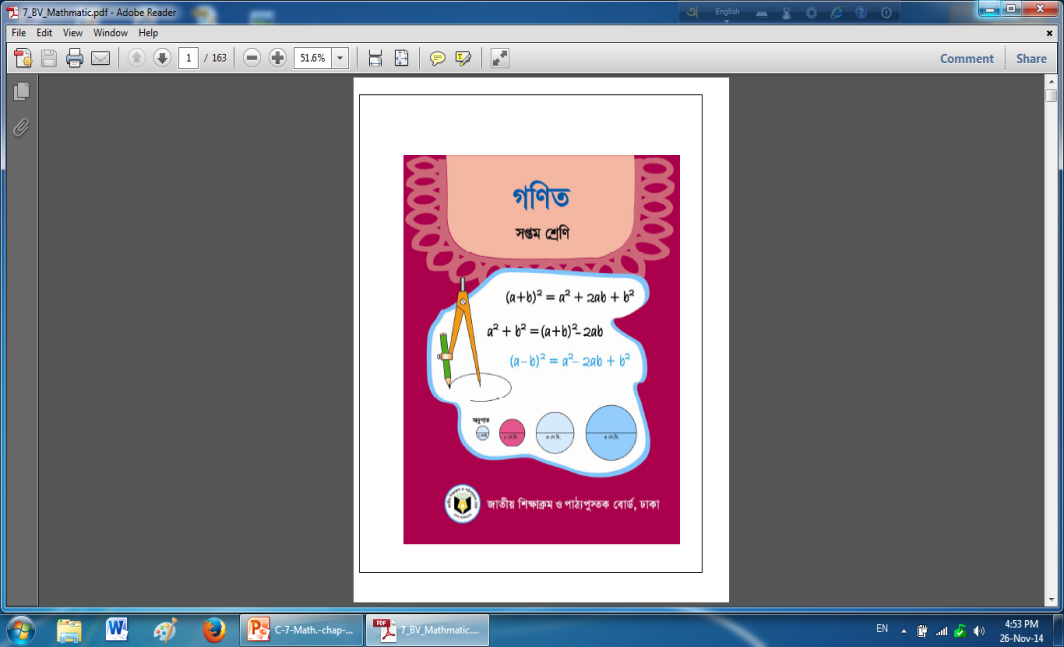 7_BV_Mathmatic.pdf - Adobe Reader
English
File Edit View Window Help
1 / 163 51.6% Comment Share
গণিত
সপ্তম শ্রেণি
(a+b)² = a² + 2ab + b²
a² + b² = (a+b)² - 2ab
(a-b)² = a² - 2ab + b²
অনুপাত
জাতীয় শিক্ষাক্রম ও পাঠ্যপুস্তক বোর্ড, ঢাকা
C-7-Math.-chap-... 7_BV_Mathmatic....
EN
4:53 PM
26-Nov-14